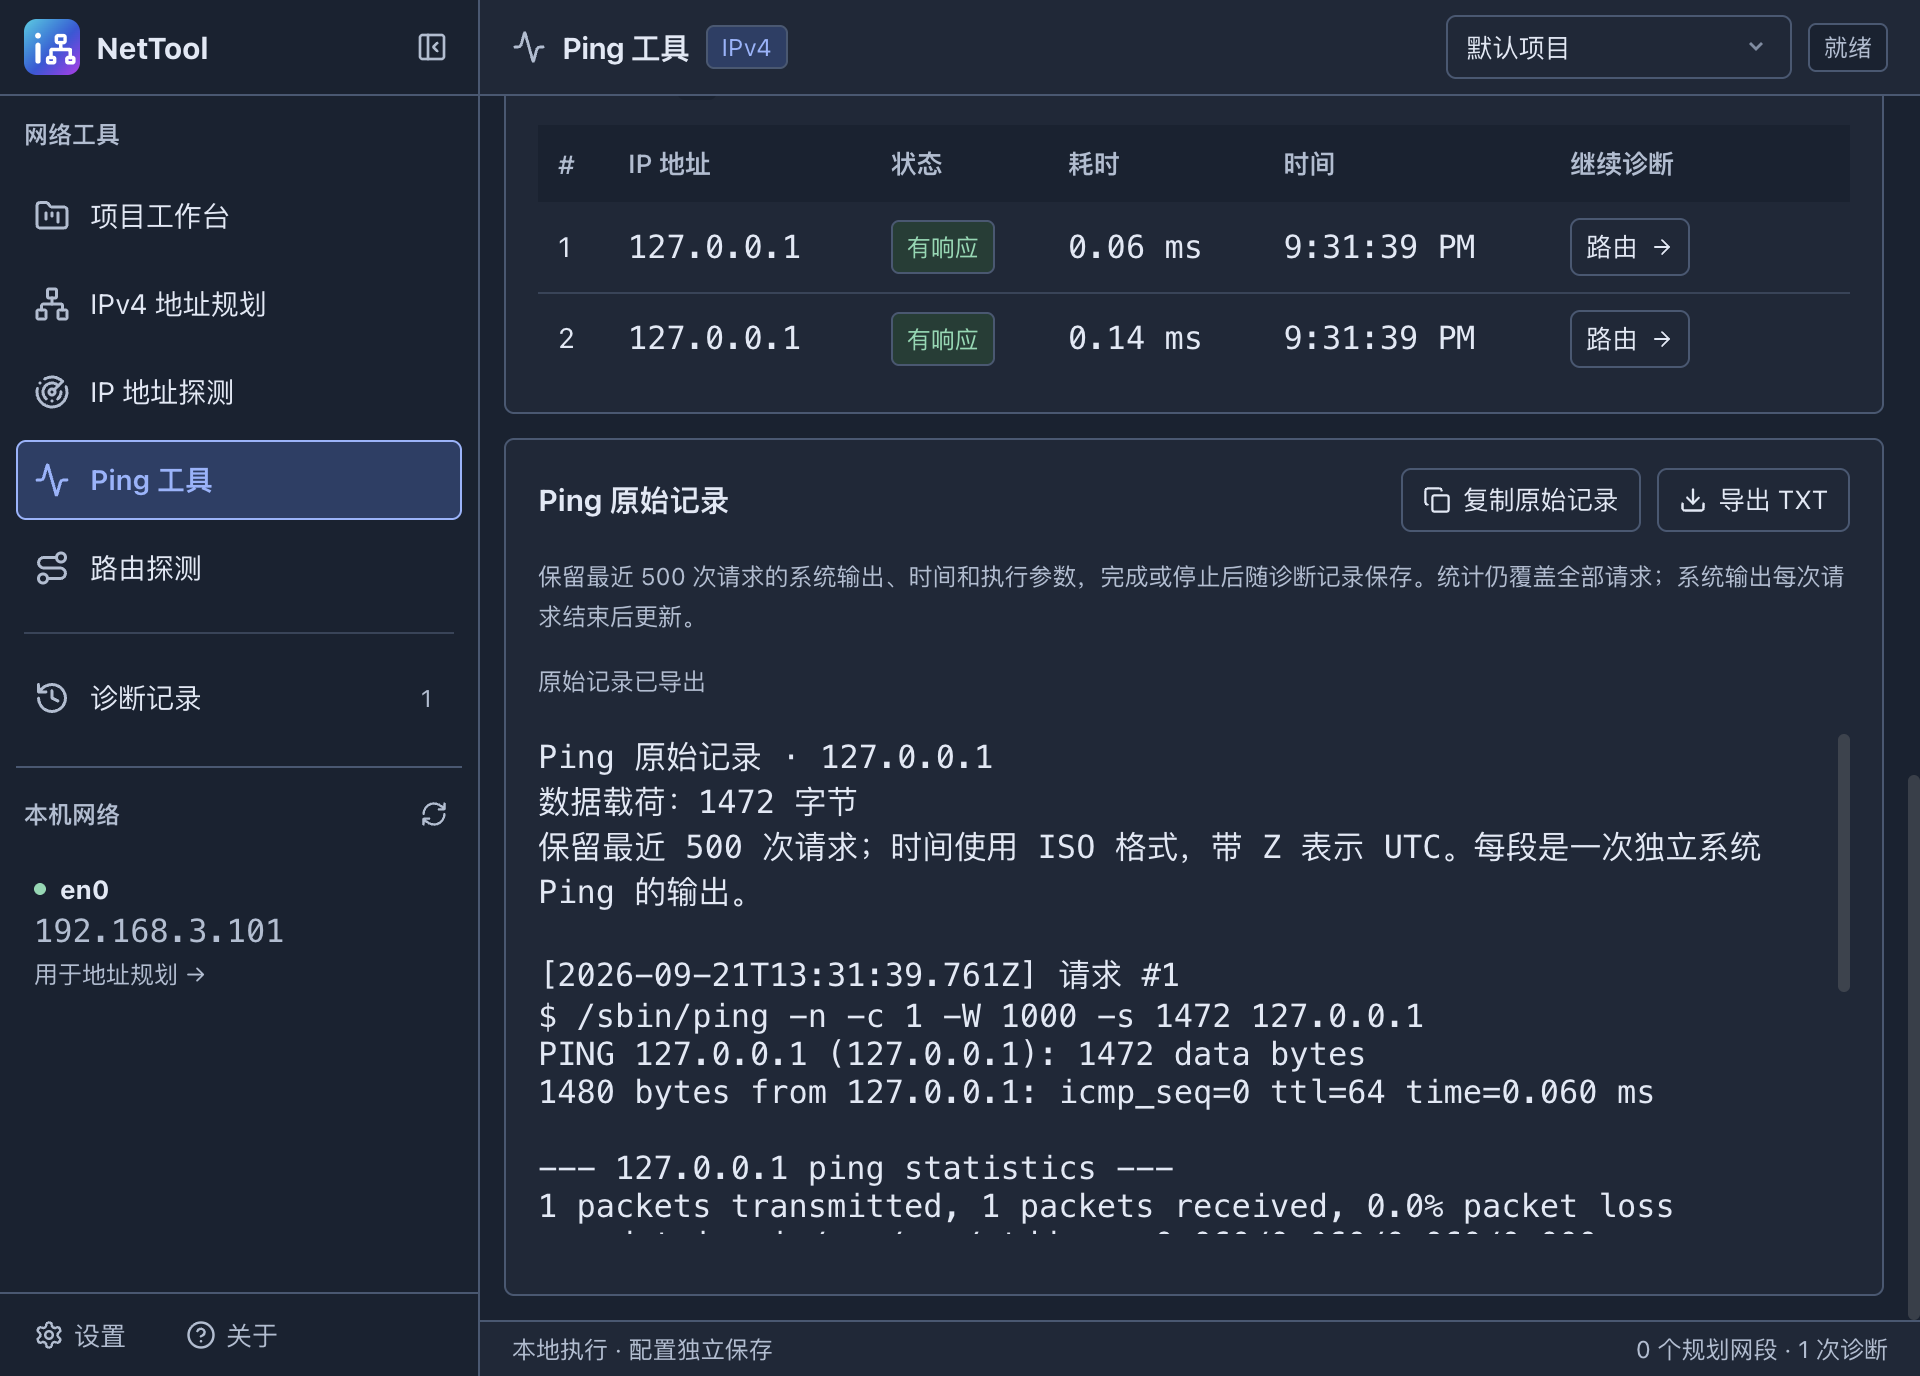 NetTool
Ping 工具
IPv4
默认项目
就绪
网络工具
项目工作台
IPv4 地址规划
IP 地址探测
Ping 工具
路由探测
诊断记录
1
本机网络
en0
192.168.3.101
用于地址规划 →
设置
关于
# IP 地址 状态 耗时 时间 继续诊断
1 127.0.0.1 有响应 0.06 ms 9:31:39 PM 路由 →
2 127.0.0.1 有响应 0.14 ms 9:31:39 PM 路由 →
Ping 原始记录
复制原始记录
导出 TXT
保留最近 500 次请求的系统输出、时间和执行参数，完成或停止后随诊断记录保存。统计仍覆盖全部请求；系统输出每次请
求结束后更新。
原始记录已导出
Ping 原始记录 · 127.0.0.1
数据载荷：1472 字节
保留最近 500 次请求；时间使用 ISO 格式，带 Z 表示 UTC。每段是一次独立系统
Ping 的输出。
[2026-09-21T13:31:39.761Z] 请求 #1
$ /sbin/ping -n -c 1 -W 1000 -s 1472 127.0.0.1
PING 127.0.0.1 (127.0.0.1): 1472 data bytes
1480 bytes from 127.0.0.1: icmp_seq=0 ttl=64 time=0.060 ms
--- 127.0.0.1 ping statistics ---
1 packets transmitted, 1 packets received, 0.0% packet loss
本地执行 · 配置独立保存
0 个规划网段 · 1 次诊断